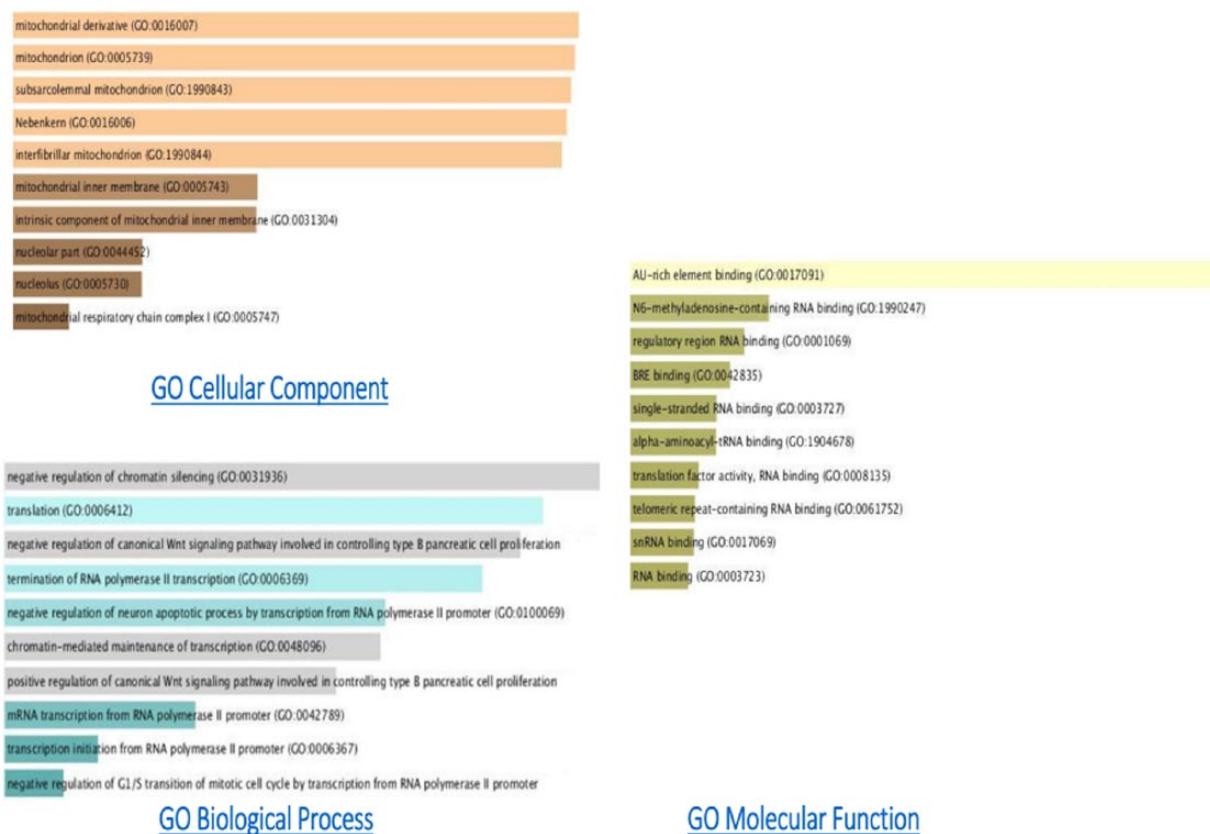 mitochondrial derivative (GO:0016007)
mitochondrion (GO:0005739)
subsarcolemmal mitochondrion (GO:1990843)
Nebenkern (GO:0016006)
interfibrillar mitochondrion (GO:1990844)
mitochondrial inner membrane (GO:0005743)
intrinsic component of mitochondrial inner membrane (GO:0031304)
nucleolar part (GO:0044452)
nucleolus (GO:0005730)
mitochondrial respiratory chain complex I (GO:0005747)
GO Cellular Component
negative regulation of chromatin silencing (GO:0031936)
translation (GO:0006412)
negative regulation of canonical Wnt signaling pathway involved in controlling type B pancreatic cell proliferation
termination of RNA polymerase II transcription (GO:0006369)
negative regulation of neuron apoptotic process by transcription from RNA polymerase II promoter (GO:0100069)
chromatin-mediated maintenance of transcription (GO:0048096)
positive regulation of canonical Wnt signaling pathway involved in controlling type B pancreatic cell proliferation
mRNA transcription from RNA polymerase II promoter (GO:0042789)
transcription initiation from RNA polymerase II promoter (GO:0006367)
negative regulation of G1/S transition of mitotic cell cycle by transcription from RNA polymerase II promoter
GO Biological Process
AU-rich element binding (GO:0017091)
N6-methyladenosine-containing RNA binding (GO:1990247)
regulatory region RNA binding (GO:0001069)
BRE binding (GO:0042835)
single-stranded RNA binding (GO:0003727)
alpha-aminoacyl-tRNA binding (GO:1904678)
translation factor activity, RNA binding (GO:0008135)
telomeric repeat-containing RNA binding (GO:0061752)
snRNA binding (GO:0017069)
RNA binding (GO:0003723)
GO Molecular Function